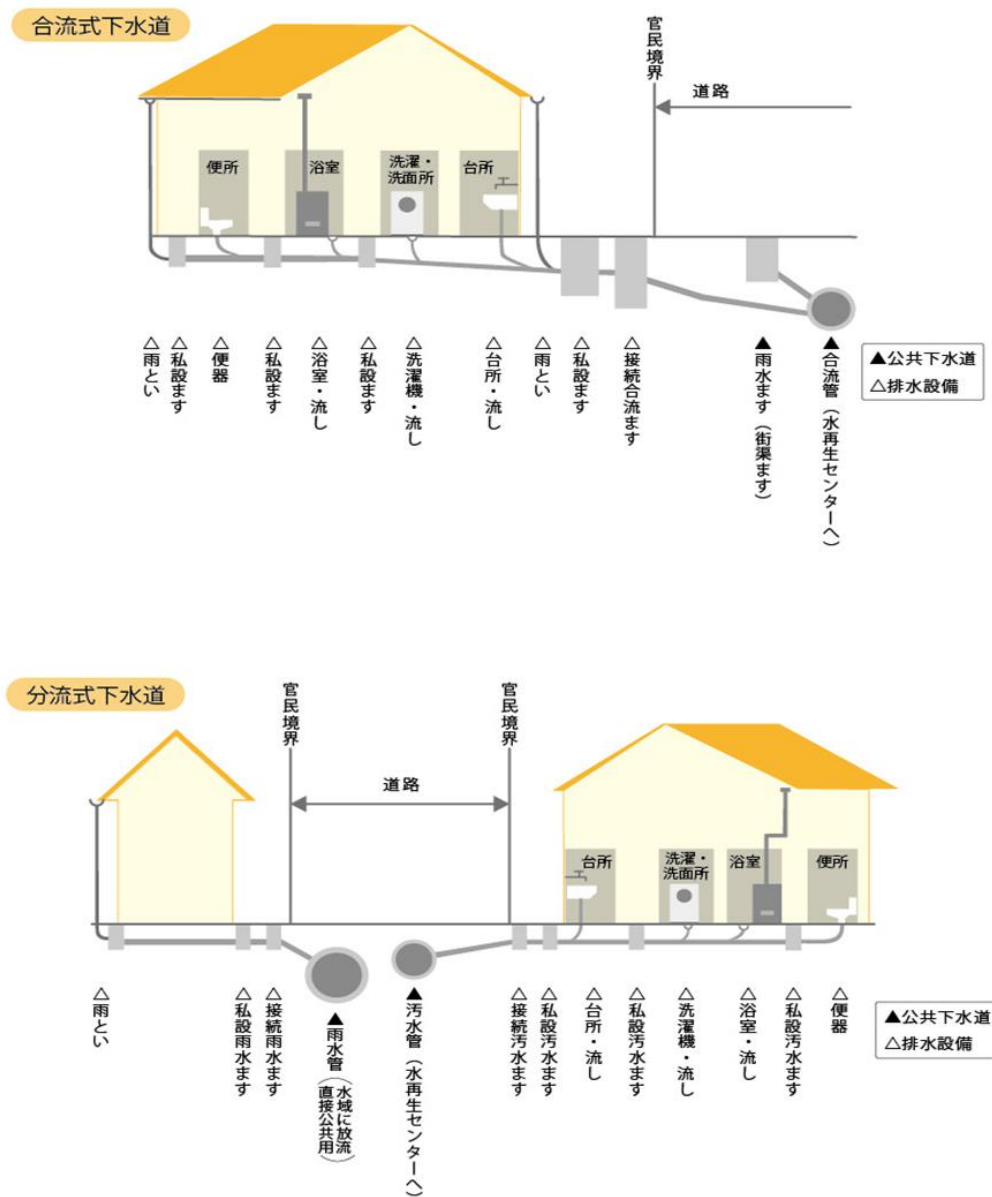 合流式下水道
官民境界
道路
便所
浴室
洗濯・
洗面所
台所
△雨とい
△私設ます
△便器
△私設ます
△浴室・流し
△私設ます
△洗濯機・流し
△台所・流し
△雨とい
△私設ます
△接続合流ます
▲雨水ます（街渠ます）
▲合流管（水再生センターへ）
▲公共下水道
△排水設備
分流式下水道
官民境界
官民境界
道路
台所
洗濯・
洗面所
浴室
便所
△雨とい
△私設雨水ます
△接続雨水ます
▲雨水管（直接公共用
水域に放流）
▲汚水管（水再生センターへ）
△接続汚水ます
△私設汚水ます
△台所・流し
△私設汚水ます
△洗濯機・流し
△浴室・流し
△私設汚水ます
△便器
▲公共下水道
△排水設備